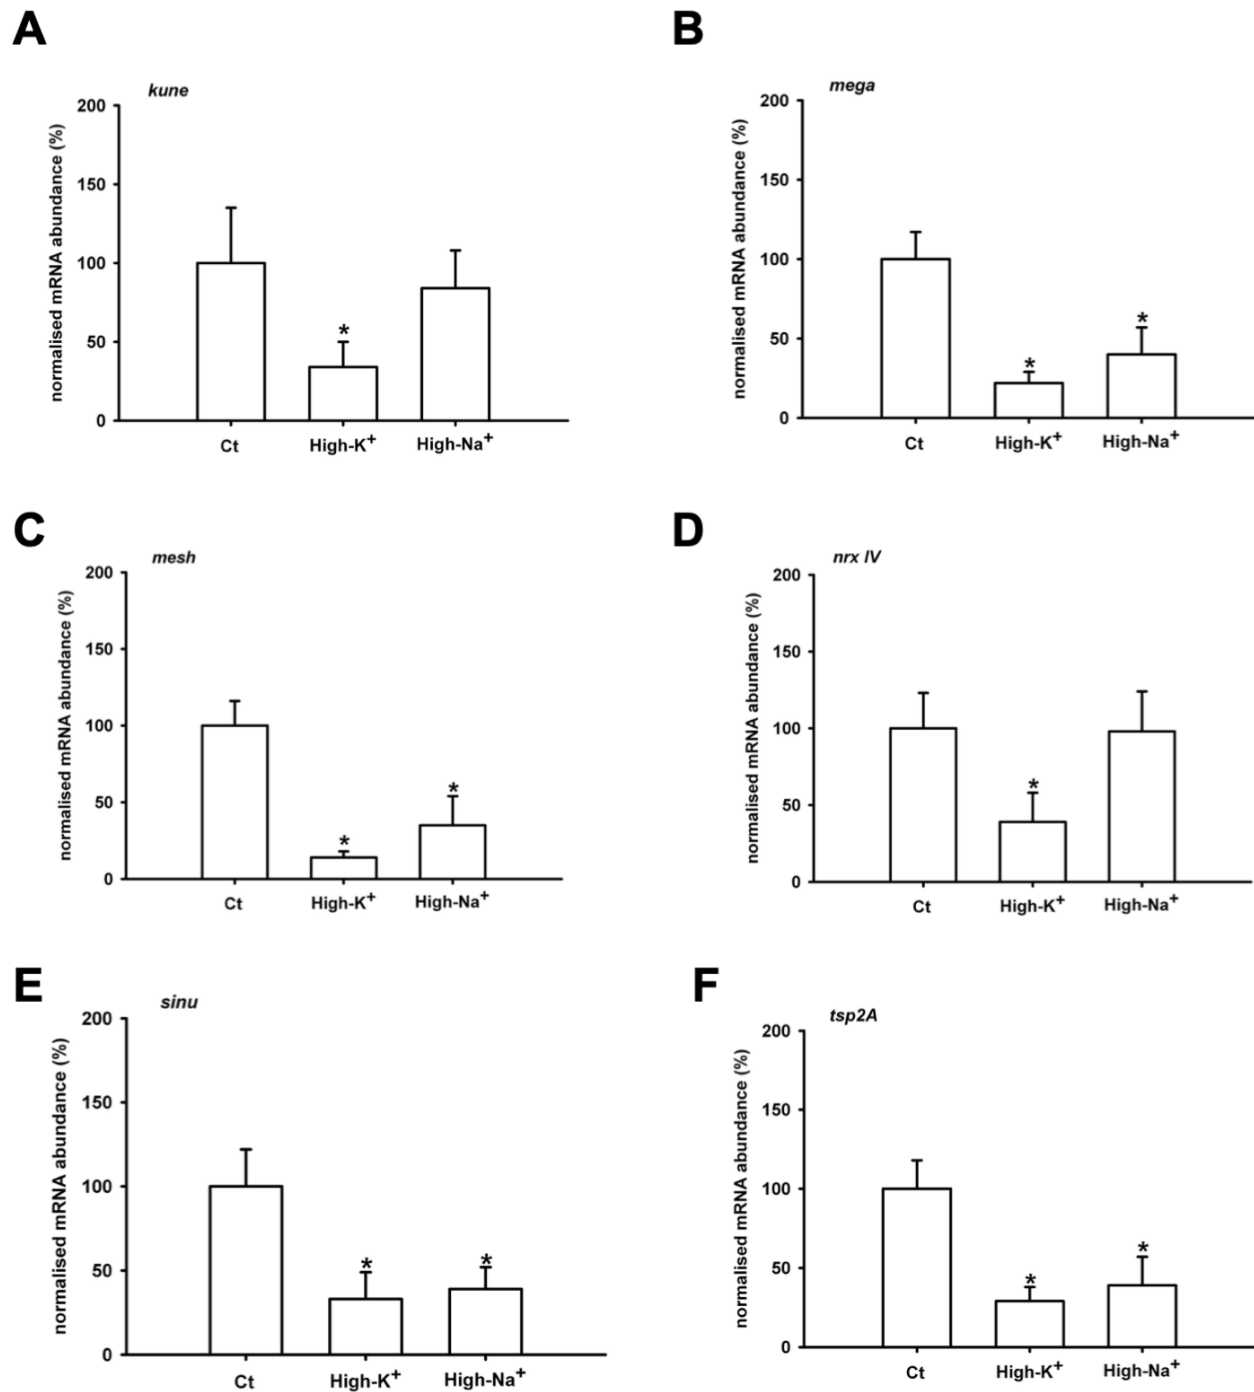 A
kune
normalised mRNA abundance (%)
200
150
100
50
0
*
Ct
High-K+
High-Na+
B
mega
normalised mRNA abundance (%)
200
150
100
50
0
*
*
Ct
High-K+
High-Na+
C
mesh
normalised mRNA abundance (%)
200
150
100
50
0
*
*
Ct
High-K+
High-Na+
D
nrx IV
normalised mRNA abundance (%)
200
150
100
50
0
*
Ct
High-K+
High-Na+
E
sinu
normalised mRNA abundance (%)
200
150
100
50
0
*
*
Ct
High-K+
High-Na+
F
tsp2A
normalised mRNA abundance (%)
200
150
100
50
0
*
*
Ct
High-K+
High-Na+